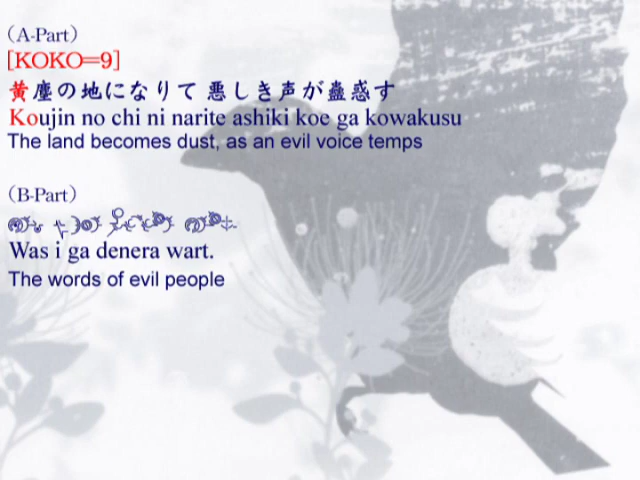 (A-Part)
[KOKO=9]
黄塵の地になりて 悪しき声が蟲惑す
Koujin no chi ni narite ashiki koe ga kowakusu
The land becomes dust, as an evil voice temps
(B-Part)
Was i ga denera wart.
The words of evil people